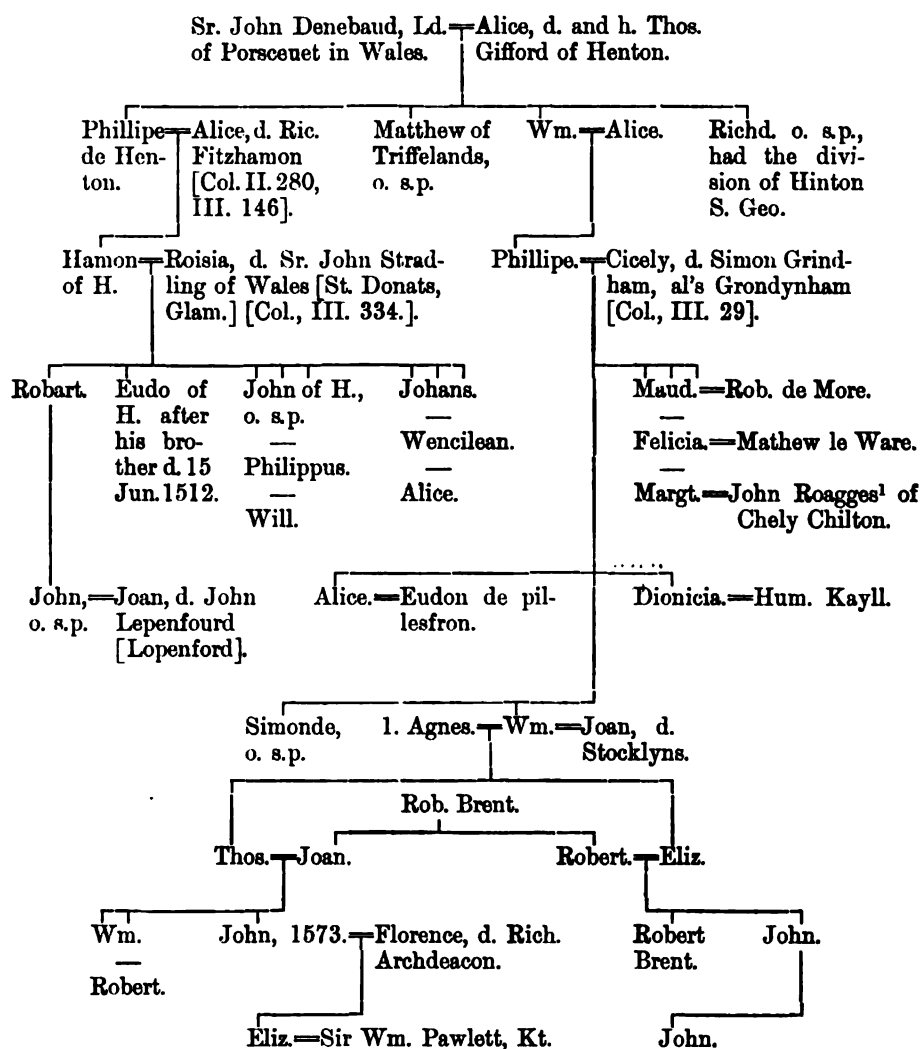 Sr. John Denebaud, Ld.═Alice, d. and h. Thos.
of Porsceuet in Wales. Gifford of Henton.
Phillipe═Alice, d. Ric. Matthew of Wm.═Alice. Richd. o. s.p.,
de Hen- Fitzhamon Triffelands, had the divi-
ton. [Col. II. 280, o. s.p. sion of Hinton
III. 146]. S. Geo.
Hamon═Roisia, d. Sr. John Strad- Phillipe.═Cicely, d. Simon Grind-
of H. ling of Wales [St. Donats, ham, al's Grondynham
Glam.] [Col., III. 334.]. [Col., III. 29].
Robart. Eudo of John of H., Johans. Maud.═Rob. de More.
H. after o. s.p. —
his bro- — Wencilean. Felicia.═Mathew le Ware.
ther d. 15 Philippus. — —
Jun. 1512. — Alice. Margt.═John Roagges¹ of
Will. Chely Chilton.
John,═Joan, d. John Alice.═Eudon de pil- Dionicia.═Hum. Kayll.
o. s.p. Lepenfourd lesfron.
[Lopenford].
Simonde, 1. Agnes.═Wm.═Joan, d.
o. s.p. Stocklyns.
Rob. Brent.
Thos.═Joan. Robert.═Eliz.
Wm. John, 1573.═Florence, d. Rich. Robert John.
— Archdeacon. Brent.
Robert.
Eliz.═Sir Wm. Pawlett, Kt. John.